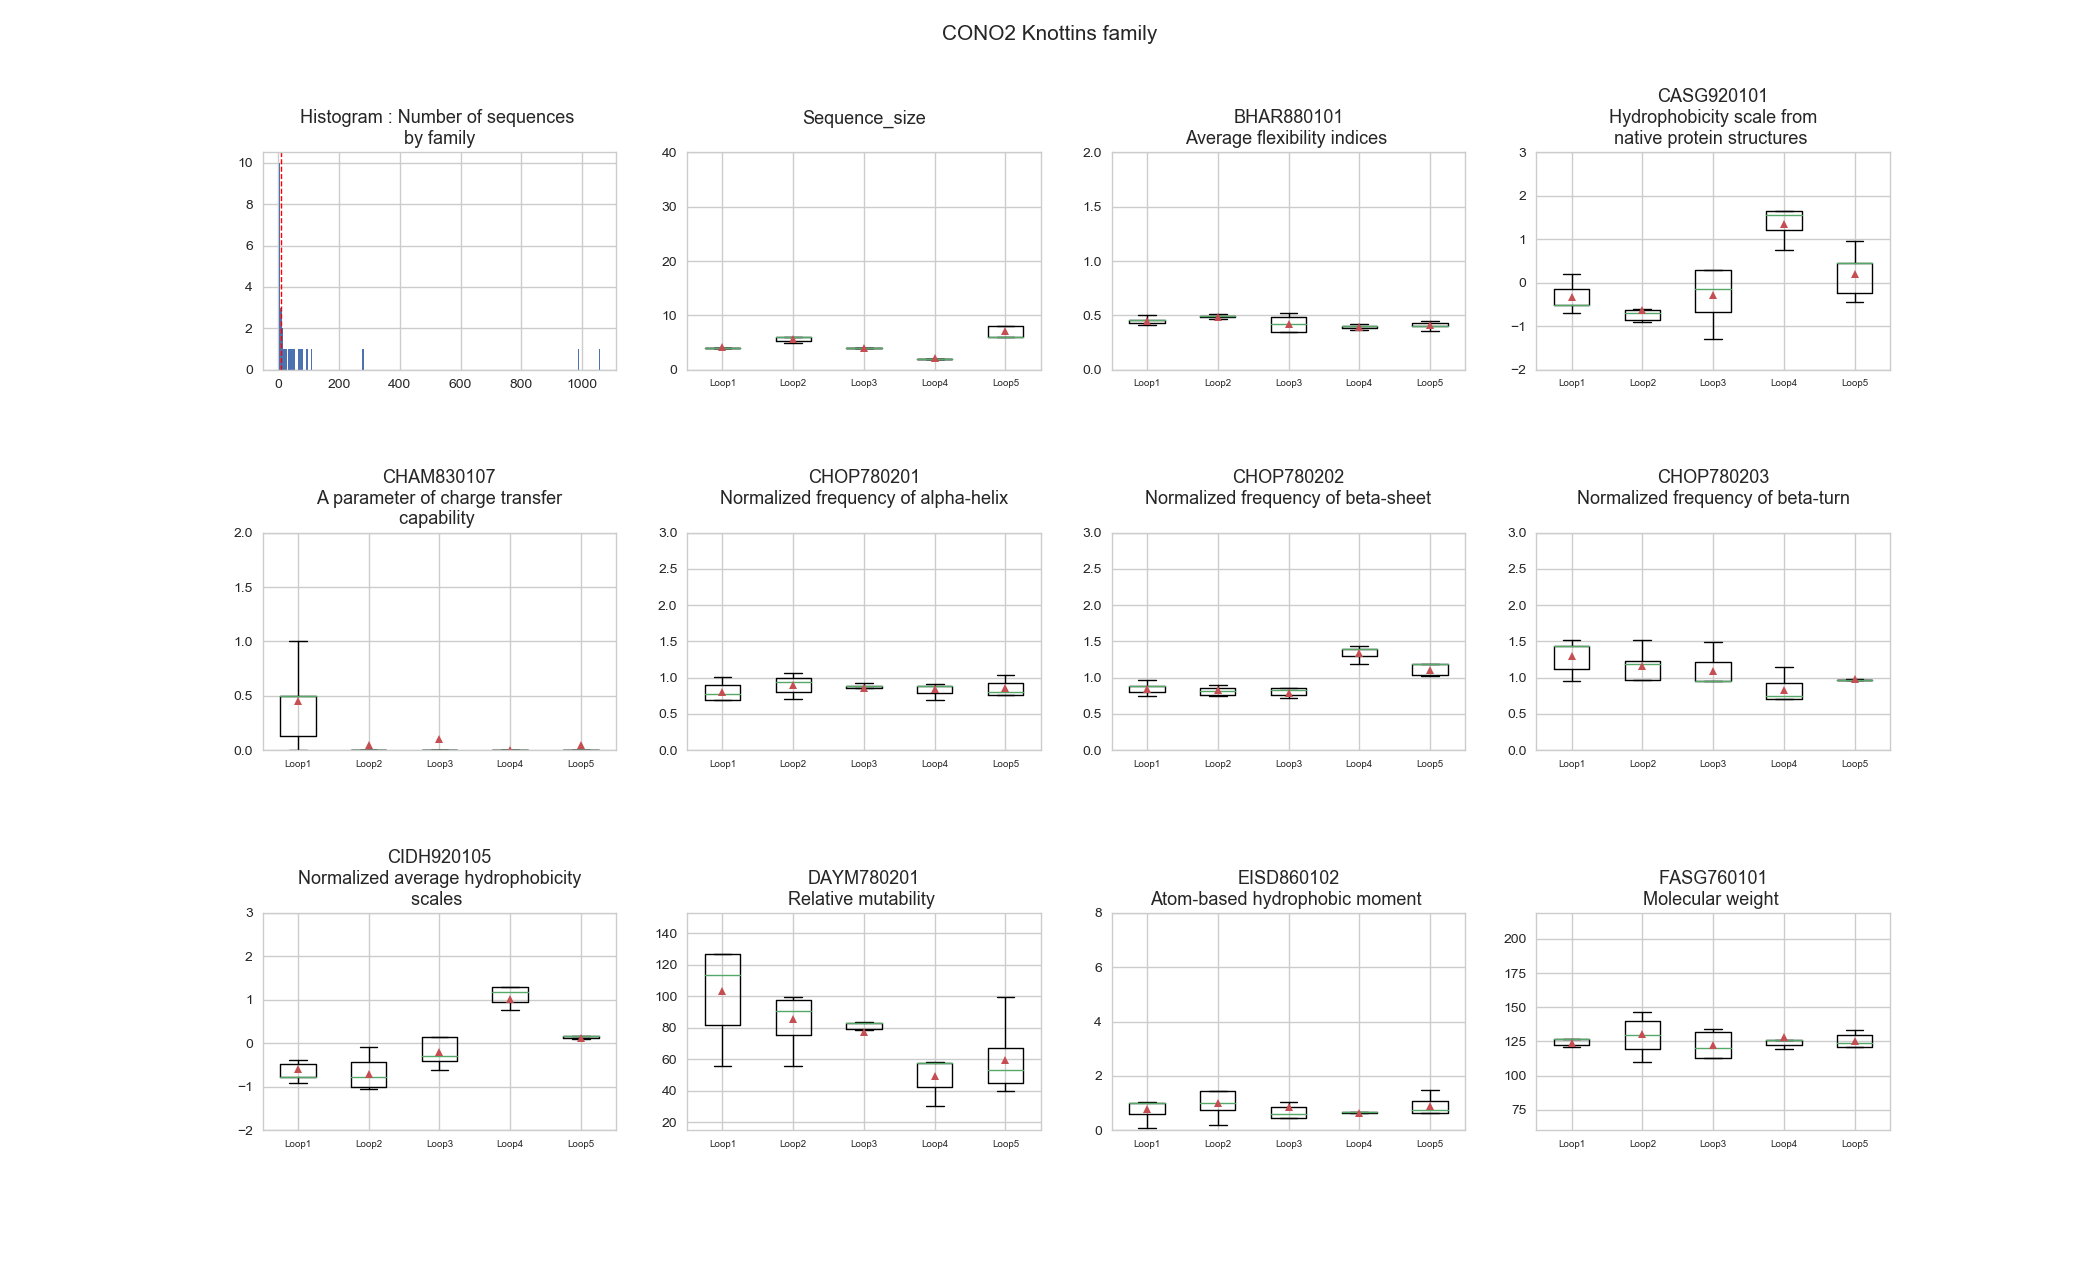 CONO2 Knottins family
Histogram : Number of sequences
by family
10
8
6
4
2
0
0 200 400 600 800 1000
Sequence_size
40
30
20
10
0
Loop1 Loop2 Loop3 Loop4 Loop5
BHAR880101
Average flexibility indices
2.0
1.5
1.0
0.5
0.0
Loop1 Loop2 Loop3 Loop4 Loop5
CASG920101
Hydrophobicity scale from
native protein structures
3
2
1
0
−1
−2
Loop1 Loop2 Loop3 Loop4 Loop5
CHAM830107
A parameter of charge transfer
capability
2.0
1.5
1.0
0.5
0.0
Loop1 Loop2 Loop3 Loop4 Loop5
CHOP780201
Normalized frequency of alpha-helix
3.0
2.5
2.0
1.5
1.0
0.5
0.0
Loop1 Loop2 Loop3 Loop4 Loop5
CHOP780202
Normalized frequency of beta-sheet
3.0
2.5
2.0
1.5
1.0
0.5
0.0
Loop1 Loop2 Loop3 Loop4 Loop5
CHOP780203
Normalized frequency of beta-turn
3.0
2.5
2.0
1.5
1.0
0.5
0.0
Loop1 Loop2 Loop3 Loop4 Loop5
CIDH920105
Normalized average hydrophobicity
scales
3
2
1
0
−1
−2
Loop1 Loop2 Loop3 Loop4 Loop5
DAYM780201
Relative mutability
140
120
100
80
60
40
20
Loop1 Loop2 Loop3 Loop4 Loop5
EISD860102
Atom-based hydrophobic moment
8
6
4
2
0
Loop1 Loop2 Loop3 Loop4 Loop5
FASG760101
Molecular weight
200
175
150
125
100
75
Loop1 Loop2 Loop3 Loop4 Loop5